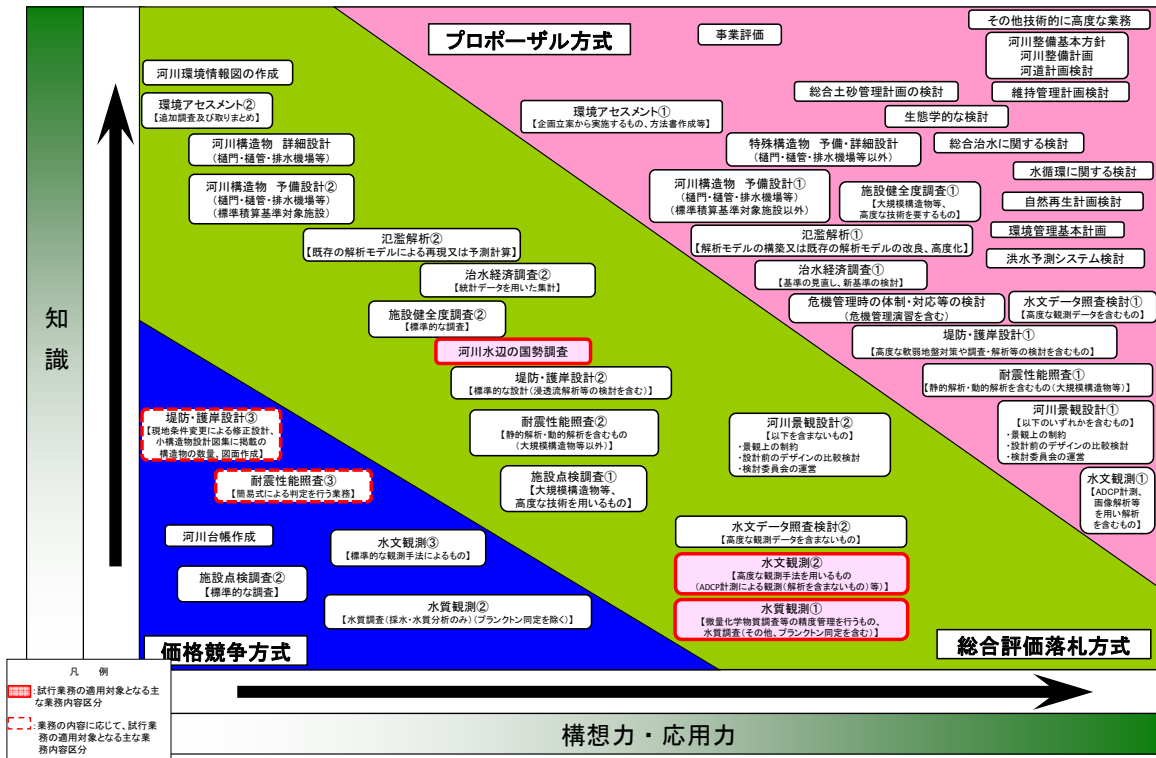 プロポーザル方式
事業評価
その他技術的に高度な業務
河川整備基本方針
河川整備計画
河道計画検討
河川環境情報図の作成
総合土砂管理計画の検討
維持管理計画検討
環境アセスメント②
【追加調査及び取りまとめ】
環境アセスメント①
【企画立案から実施するもの、方法書作成等】
生態学的な検討
河川構造物 詳細設計
(樋門・樋管・排水機場等)
特殊構造物 予備・詳細設計
(樋門・樋管・排水機場等以外)
総合治水に関する検討
水循環に関する検討
河川構造物 予備設計②
(樋門・樋管・排水機場等)
(標準積算基準対象施設)
河川構造物 予備設計①
(樋門・樋管・排水機場等)
(標準積算基準対象施設以外)
施設健全度調査①
【大規模構造物等、
高度な技術を要するもの】
自然再生計画検討
氾濫解析②
【既存の解析モデルによる再現又は予測計算】
氾濫解析①
【解析モデルの構築又は既存の解析モデルの改良、高度化】
環境管理基本計画
治水経済調査②
【統計データを用いた集計】
治水経済調査①
【基準の見直し、新基準の検討】
洪水予測システム検討
施設健全度調査②
【標準的な調査】
危機管理時の体制・対応等の検討
(危機管理演習を含む)
水文データ照査検討①
【高度な観測データを含むもの】
知
識
河川水辺の国勢調査
堤防・護岸設計①
【高度な軟弱地盤対策や調査・解析等の検討を含むもの】
堤防・護岸設計②
【標準的な設計(浸透流解析等の検討を含む)】
耐震性能照査①
【静的解析・動的解析を含むもの(大規模構造物等)】
堤防・護岸設計③
【現地条件変更による修正設計、
小構造物設計図集に掲載の
構造物の数量、図面作成】
耐震性能照査②
【静的解析・動的解析を含むもの
(大規模構造物等以外)】
河川景観設計②
【以下を含まないもの】
・景観上の制約
・設計前のデザインの比較検討
・検討委員会の運営
河川景観設計①
【以下のいずれかを含むもの】
・景観上の制約
・設計前のデザインの比較検討
・検討委員会の運営
耐震性能照査③
【簡易式による判定を行う業務】
施設点検調査①
【大規模構造物等、
高度な技術を用いるもの】
水文観測①
【ADCP計測、
画像解析等
を用い解析
を含むもの】
河川台帳作成
水文観測③
【標準的な観測手法によるもの】
水文データ照査検討②
【高度な観測データを含まないもの】
施設点検調査②
【標準的な調査】
水文観測②
【高度な観測手法を用いるもの
(ADCP計測による観測(解析を含まないもの)等)】
水質観測②
【水質調査(採水・水質分析のみ)(プランクトン同定を除く)】
水質観測①
【微量化学物質調査等の精度管理を行うもの、
水質調査(その他、プランクトン同定を含む)】
価格競争方式
総合評価落札方式
凡 例
:試行業務の適用対象となる主
な業務内容区分
:業務の内容に応じて、試行業
務の適用対象となる主な業
務内容区分
構想力・応用力